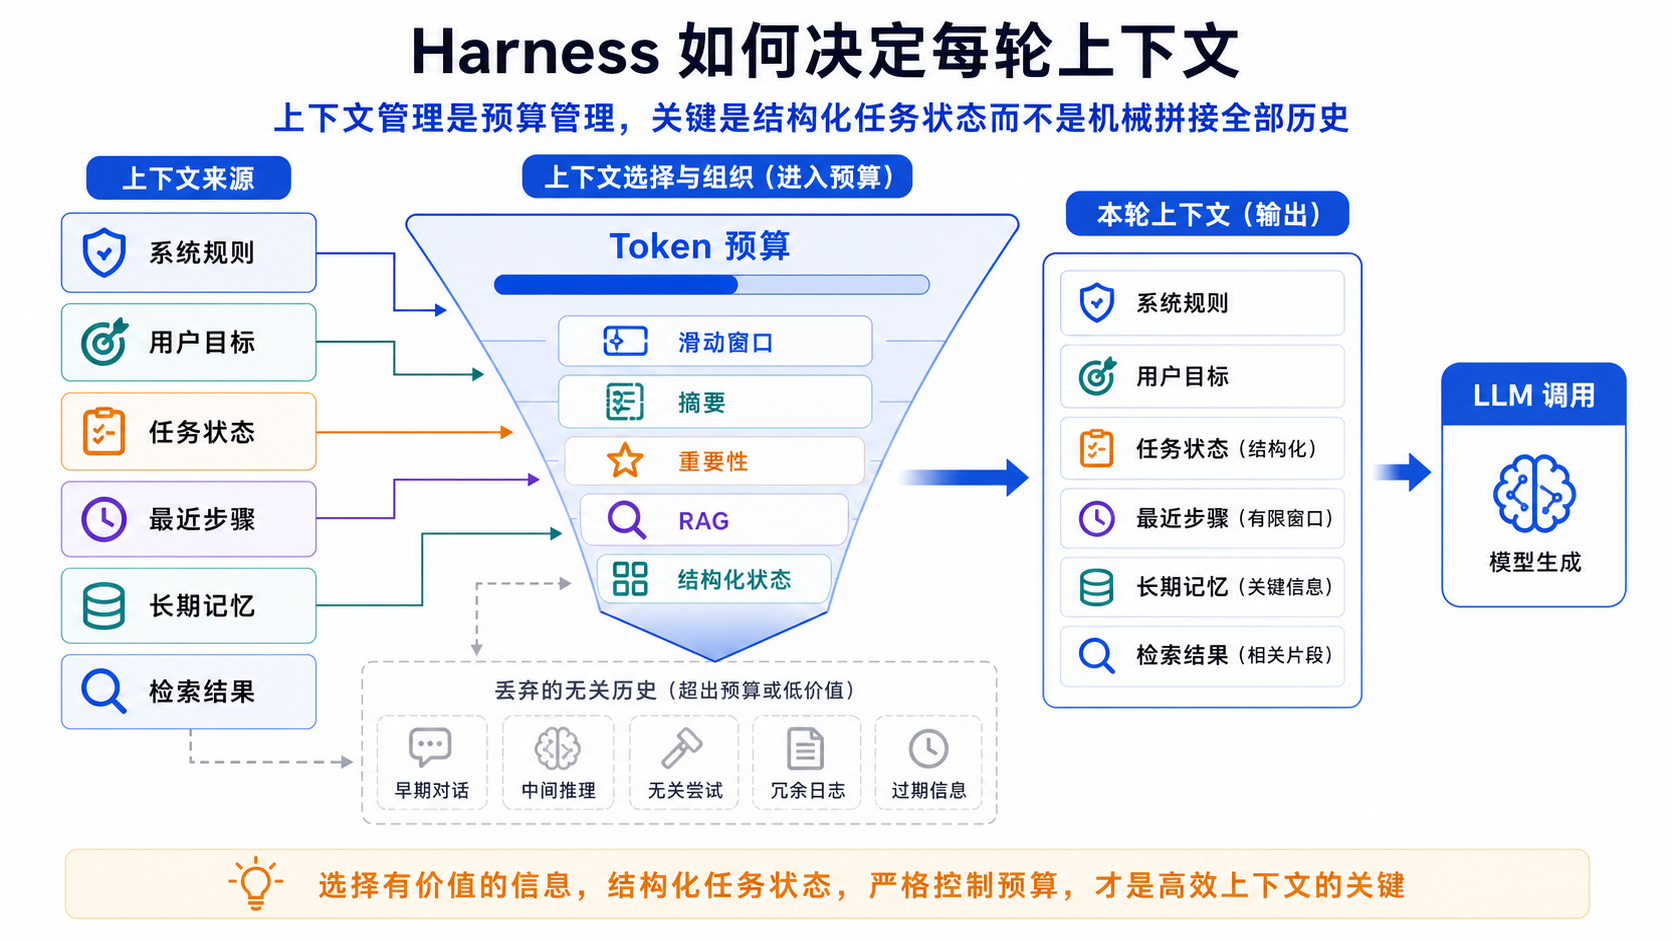 Harness 如何决定每轮上下文
上下文管理是预算管理，关键是结构化任务状态而不是机械拼接全部历史
上下文来源
系统规则
用户目标
任务状态
最近步骤
长期记忆
检索结果
上下文选择与组织（进入预算）
Token 预算
滑动窗口
摘要
重要性
RAG
结构化状态
丢弃的无关历史（超出预算或低价值）
早期对话
中间推理
无关尝试
冗余日志
过期信息
本轮上下文（输出）
系统规则
用户目标
任务状态（结构化）
最近步骤（有限窗口）
长期记忆（关键信息）
检索结果（相关片段）
LLM 调用
模型生成
选择有价值的信息，结构化任务状态，严格控制预算，才是高效上下文的关键